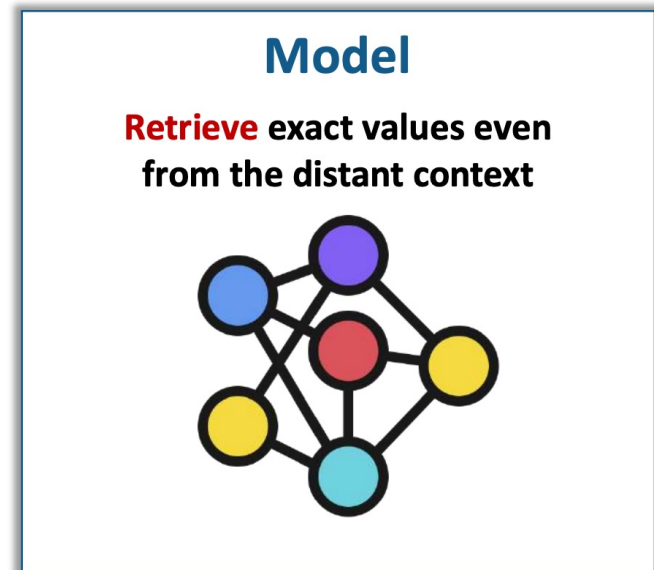 Model
Retrieve exact values even
from the distant context